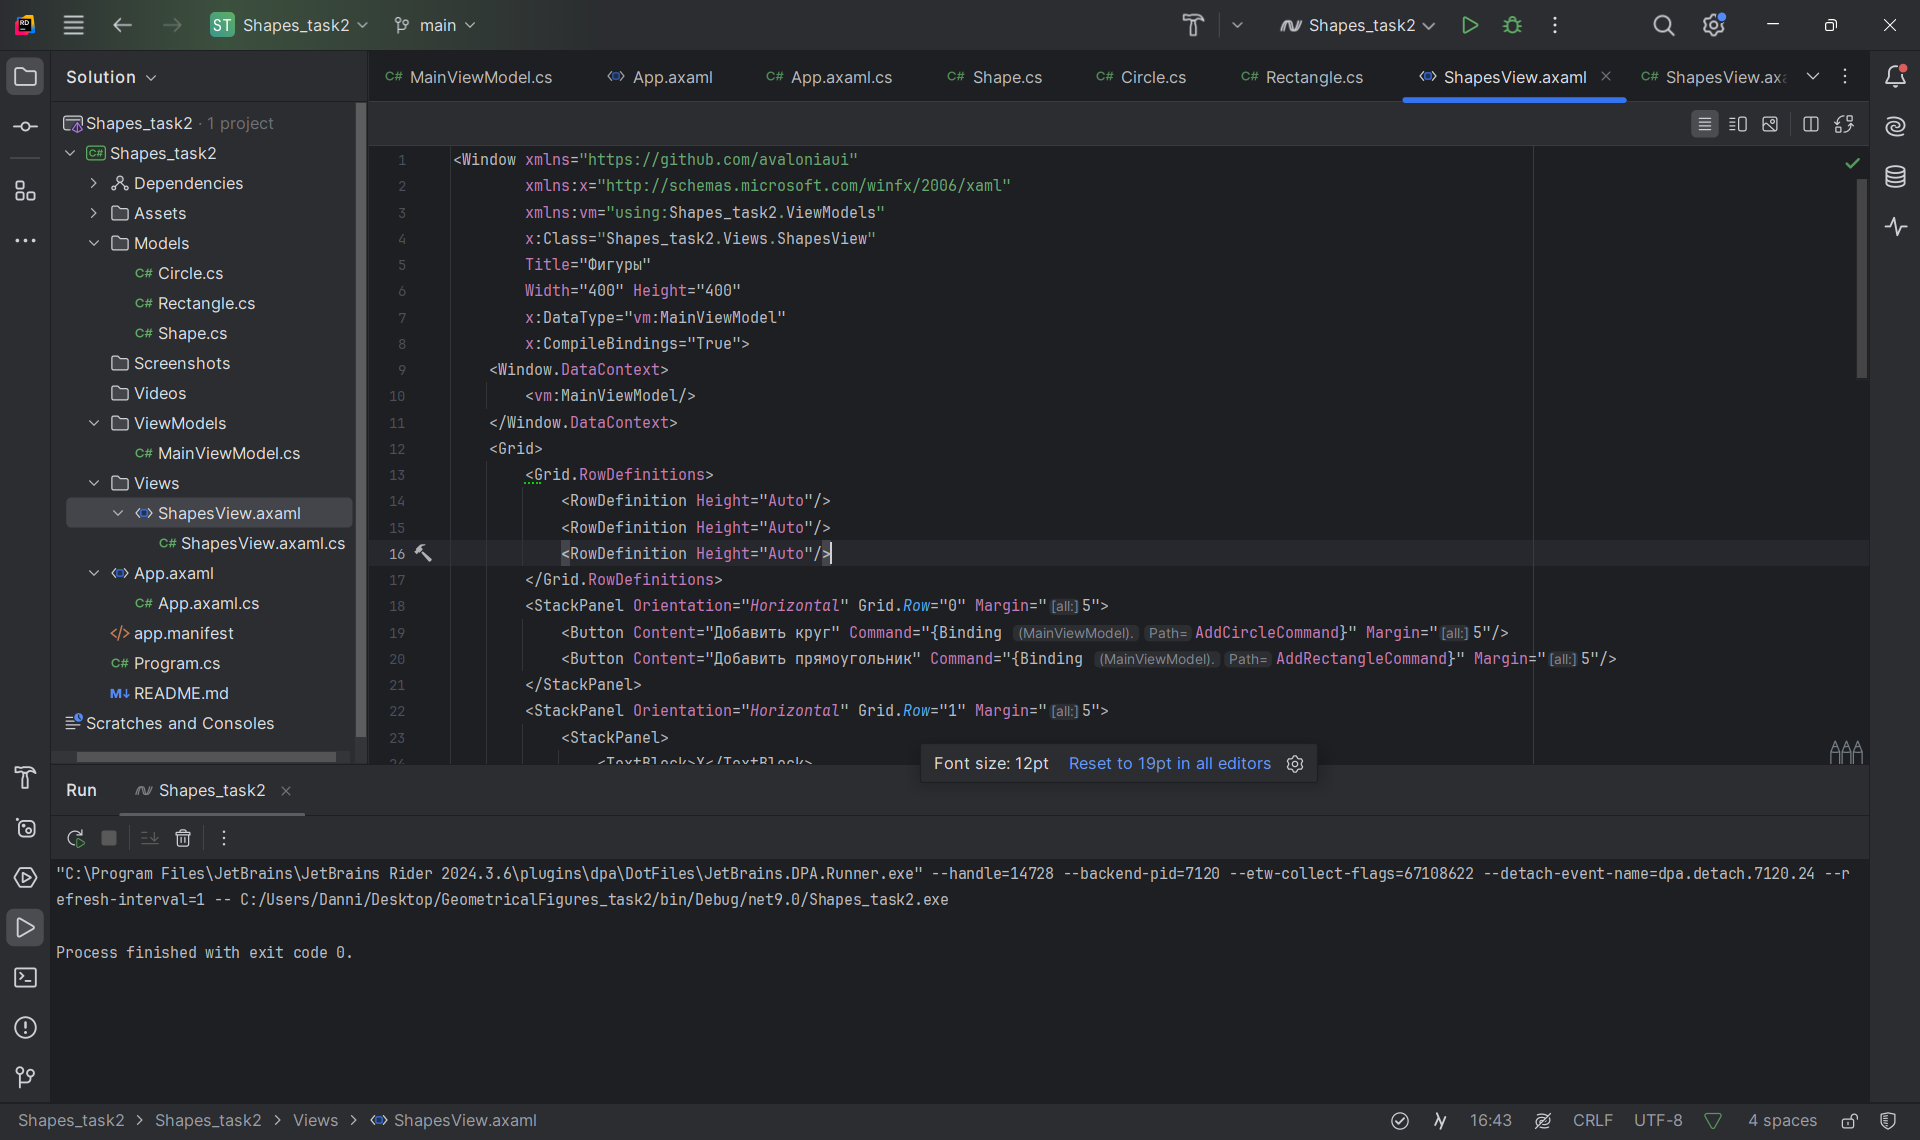 ST Shapes_task2 main Shapes_task2
Solution
MainViewModel.cs App.axaml App.axaml.cs Shape.cs Circle.cs Rectangle.cs ShapesView.axaml ShapesView.axa
Shapes_task2 · 1 project
Shapes_task2
Dependencies
Assets
Models
C# Circle.cs
C# Rectangle.cs
C# Shape.cs
Screenshots
Videos
ViewModels
C# MainViewModel.cs
Views
ShapesView.axaml
C# ShapesView.axaml.cs
App.axaml
C# App.axaml.cs
app.manifest
C# Program.cs
M↓ README.md
Scratches and Consoles
1 <Window xmlns="https://github.com/avaloniaui"
2 xmlns:x="http://schemas.microsoft.com/winfx/2006/xaml"
3 xmlns:vm="using:Shapes_task2.ViewModels"
4 x:Class="Shapes_task2.Views.ShapesView"
5 Title="Фигуры"
6 Width="400" Height="400"
7 x:DataType="vm:MainViewModel"
8 x:CompileBindings="True">
9 <Window.DataContext>
10 <vm:MainViewModel/>
11 </Window.DataContext>
12 <Grid>
13 <Grid.RowDefinitions>
14 <RowDefinition Height="Auto"/>
15 <RowDefinition Height="Auto"/>
16 <RowDefinition Height="Auto"/>
17 </Grid.RowDefinitions>
18 <StackPanel Orientation="Horizontal" Grid.Row="0" Margin="[all:]5">
19 <Button Content="Добавить круг" Command="{Binding (MainViewModel). Path= AddCircleCommand}" Margin="[all:]5"/>
20 <Button Content="Добавить прямоугольник" Command="{Binding (MainViewModel). Path= AddRectangleCommand}" Margin="[all:]5"/>
21 </StackPanel>
22 <StackPanel Orientation="Horizontal" Grid.Row="1" Margin="[all:]5">
23 <StackPanel>
24 <TextBlock>X</TextBlock>
Font size: 12pt Reset to 19pt in all editors
Run Shapes_task2
"C:\Program Files\JetBrains\JetBrains Rider 2024.3.6\plugins\dpa\DotFiles\JetBrains.DPA.Runner.exe" --handle=14728 --backend-pid=7120 --etw-collect-flags=67108622 --detach-event-name=dpa.detach.7120.24 --r
efresh-interval=1 -- C:/Users/Danni/Desktop/GeometricalFigures_task2/bin/Debug/net9.0/Shapes_task2.exe
Process finished with exit code 0.
Shapes_task2 > Shapes_task2 > Views > ShapesView.axaml 16:43 CRLF UTF-8 4 spaces